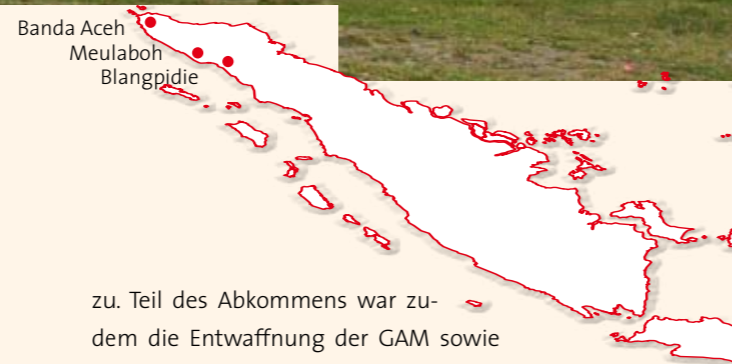 Banda Aceh
Meulaboh
Blangpidie
zu. Teil des Abkommens war zu-
dem die Entwaffnung der GAM sowie